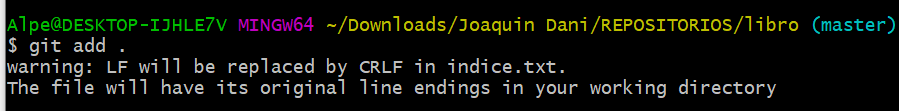 Alpe@DESKTOP-IJHLE7V MINGW64 ~/Downloads/Joaquin Dani/REPOSITORIOS/libro (master)
$ git add .
warning: LF will be replaced by CRLF in indice.txt.
The file will have its original line endings in your working directory